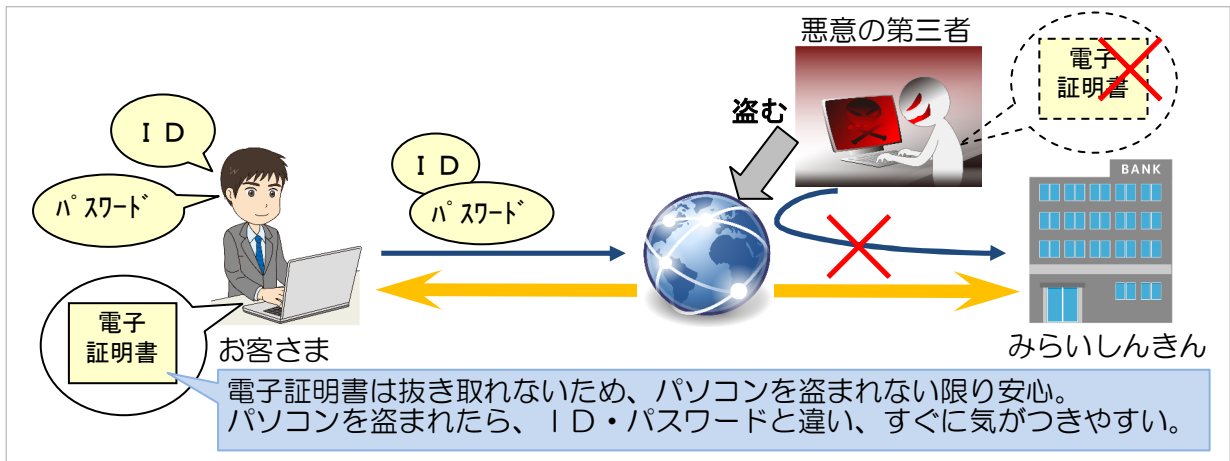 悪意の第三者
電子
証明書
盗む
BANK
ＩＤ
ﾊﾟｽﾜｰﾄﾞ
ＩＤ
ﾊﾟｽﾜｰﾄﾞ
電子
証明書
お客さま
みらいしんきん
電子証明書は抜き取れないため、パソコンを盗まれない限り安心。
パソコンを盗まれたら、ＩＤ・パスワードと違い、すぐに気がつきやすい。